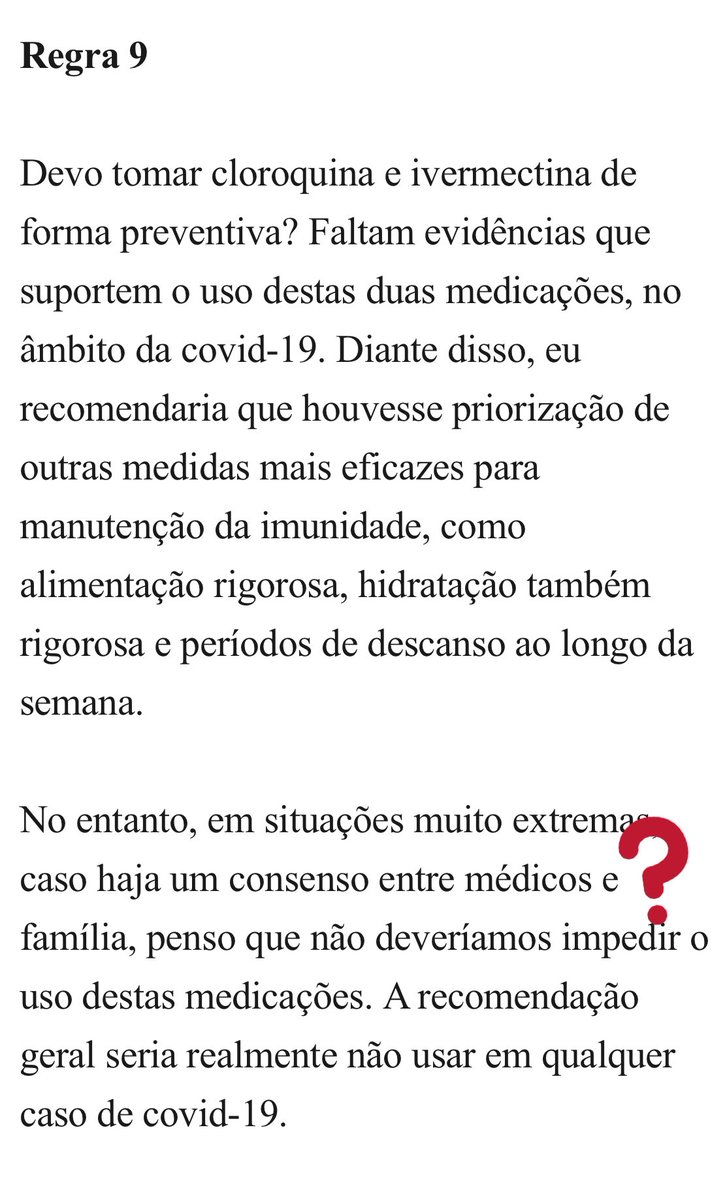 Regra 9
Devo tomar cloroquina e ivermectina de
forma preventiva? Faltam evidências que
suportem o uso destas duas medicações, no
âmbito da covid-19. Diante disso, eu
recomendaria que houvesse priorização de
outras medidas mais eficazes para
manutenção da imunidade, como
alimentação rigorosa, hidratação também
rigorosa e períodos de descanso ao longo da
semana.
No entanto, em situações muito extremas,
caso haja um consenso entre médicos e
família, penso que não deveríamos impedir o
uso destas medicações. A recomendação
geral seria realmente não usar em qualquer
caso de covid-19.